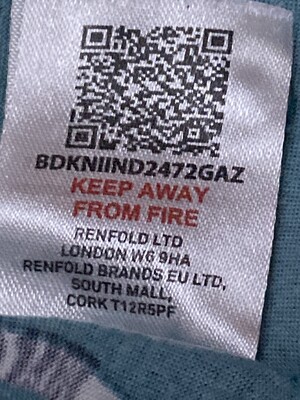 BDKNIIND2472GAZ
KEEP AWAY
FROM FIRE
RENFOLD LTD
LONDON W6 9HA
RENFOLD BRANDS EU LTD,
SOUTH MALL,
CORK T12R5PF